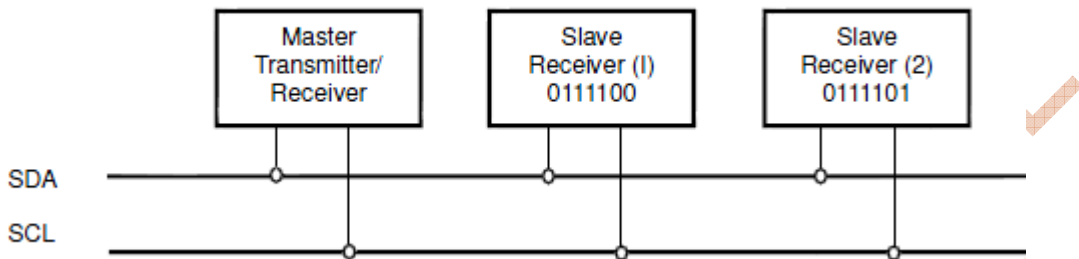 Master
Transmitter/
Receiver
Slave
Receiver (I)
0111100
Slave
Receiver (2)
0111101
SDA
SCL